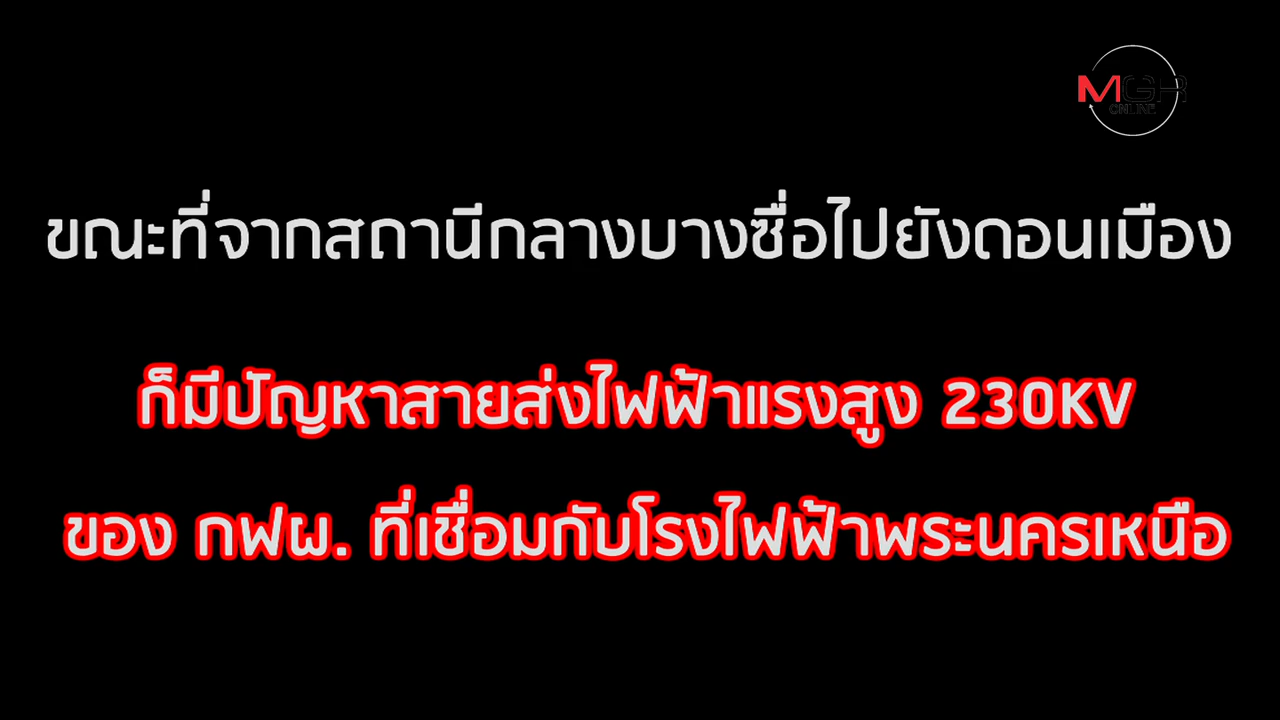 MGR
ONLINE
ขณะที่จากสถานีกลางบางซื่อไปยังดอนเมือง
ก็มีปัญหาสายส่งไฟฟ้าแรงสูง 230KV
ของ กฟผ. ที่เชื่อมกับโรงไฟฟ้าพระนครเหนือ